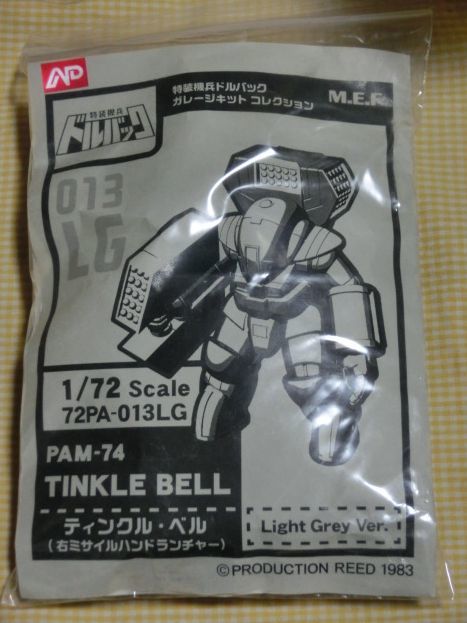 AD
特装機兵ドルバック
ガレージキット コレクション
M.E.F.
特装機兵
ドルバック
013
LG
1/72 Scale
72PA-013LG
PAM-74
TINKLE BELL
ティンクル・ベル
(右ミサイルハンドランチャー)
Light Grey Ver.
©PRODUCTION REED 1983